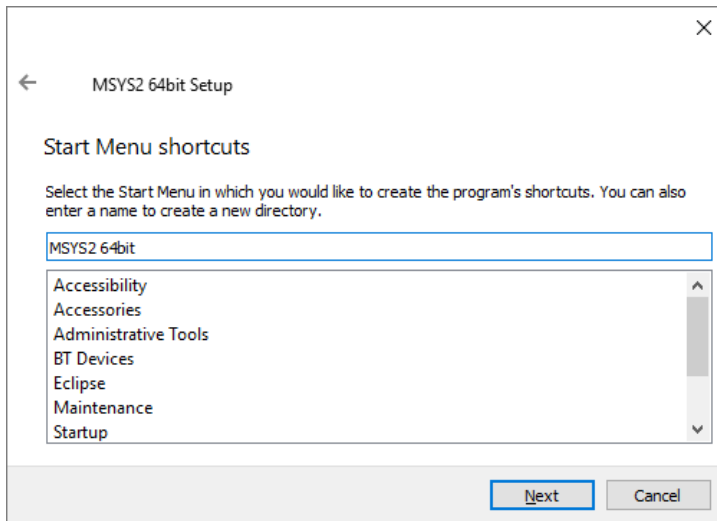 MSYS2 64bit Setup
Start Menu shortcuts
Select the Start Menu in which you would like to create the program's shortcuts. You can also
enter a name to create a new directory.
MSYS2 64bit
Accessibility
Accessories
Administrative Tools
BT Devices
Eclipse
Maintenance
Startup
Next Cancel